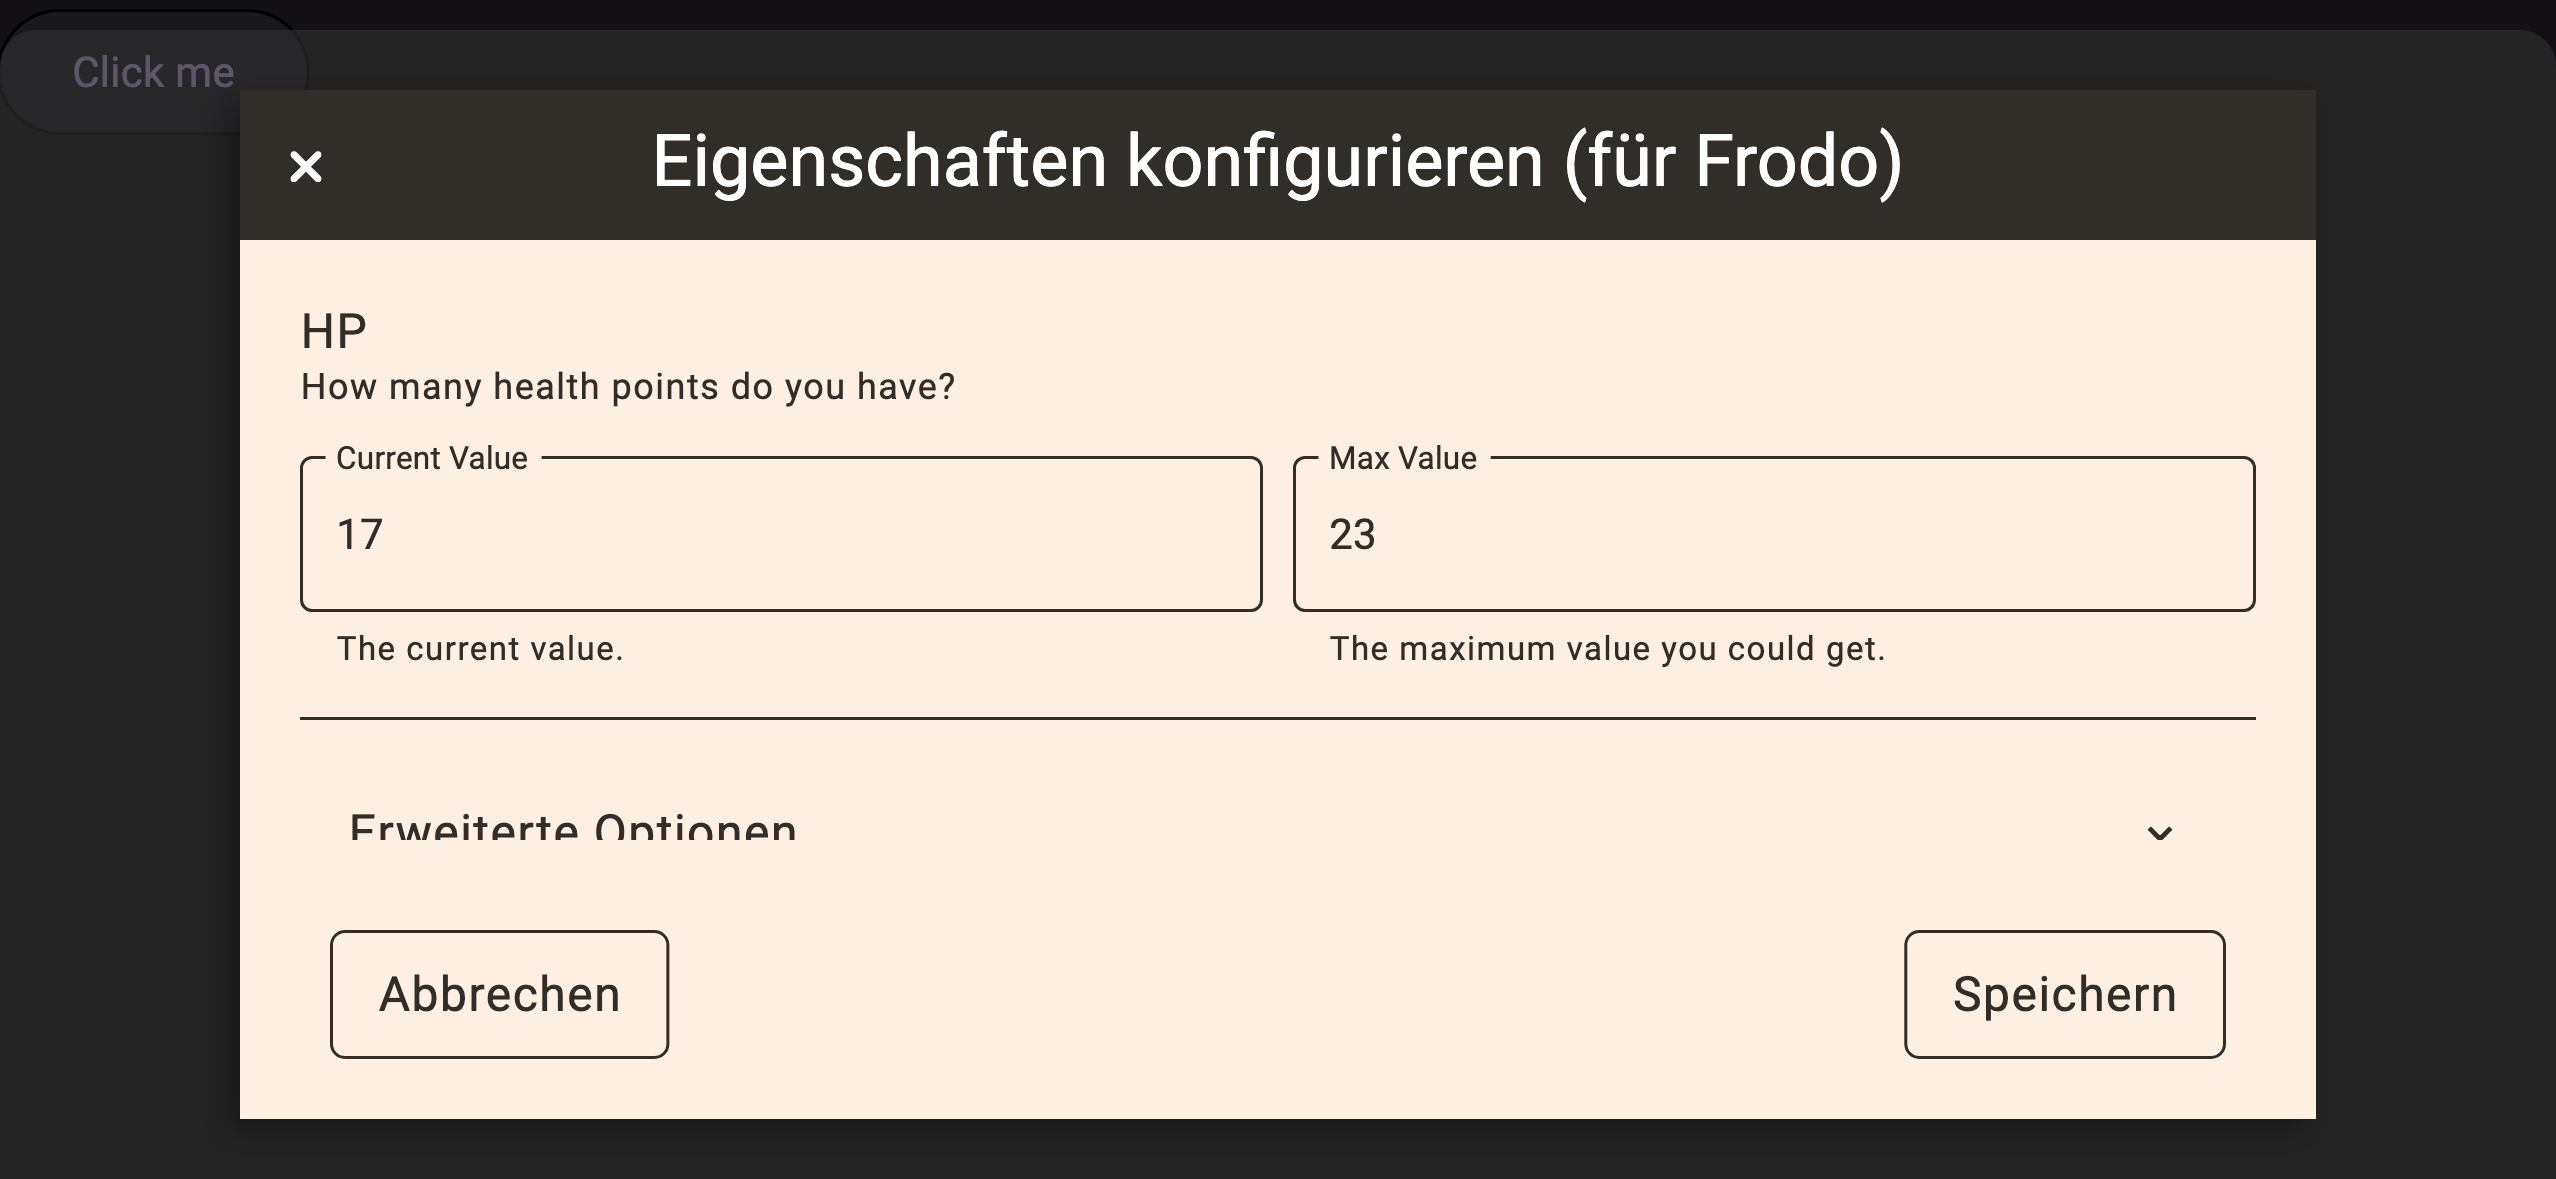 Click me
Eigenschaften konfigurieren (für Frodo)
HP
How many health points do you have?
Current Value
17
The current value.
Max Value
23
The maximum value you could get.
Erweiterte Optionen
Abbrechen
Speichern